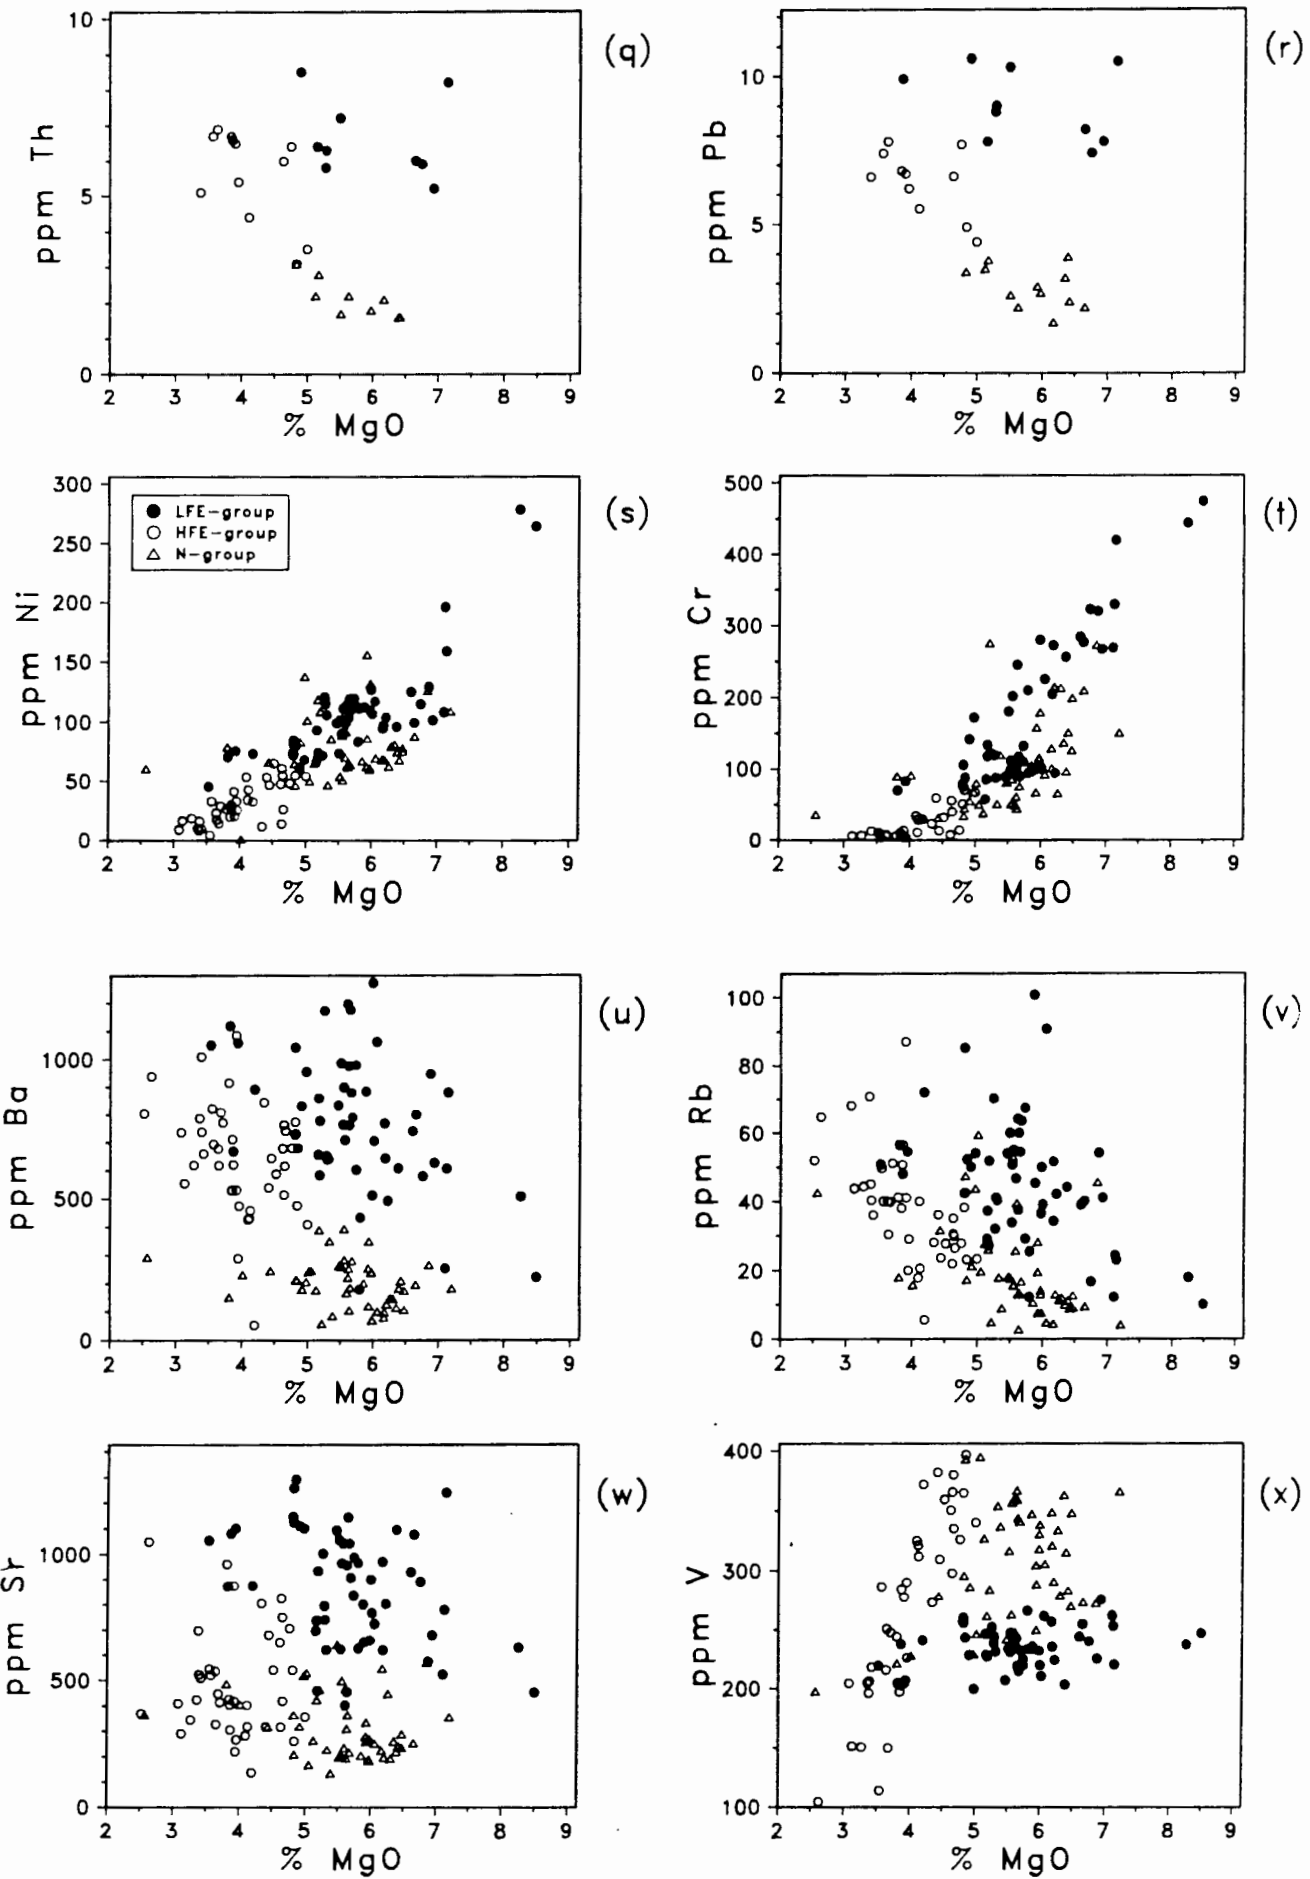 10
5
0
ppm Th
2 3 4 5 6 7 8 9
% MgO
(q)
10
5
0
ppm Pb
2 3 4 5 6 7 8 9
% MgO
(r)
300
250
200
150
100
50
0
ppm Ni
LFE-group
HFE-group
N-group
2 3 4 5 6 7 8 9
% MgO
(s)
500
400
300
200
100
0
ppm Cr
2 3 4 5 6 7 8 9
% MgO
(t)
1000
500
0
ppm Ba
2 3 4 5 6 7 8 9
% MgO
(u)
100
80
60
40
20
0
ppm Rb
2 3 4 5 6 7 8 9
% MgO
(v)
1000
500
0
ppm Sr
2 3 4 5 6 7 8 9
% MgO
(w)
400
300
200
100
ppm V
2 3 4 5 6 7 8 9
% MgO
(x)